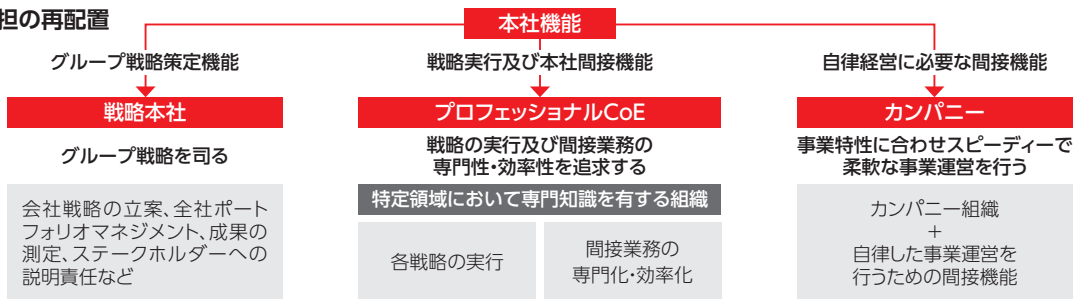 担の再配置
本社機能
グループ戦略策定機能
戦略実行及び本社間接機能
自律経営に必要な間接機能
戦略本社
プロフェッショナルCoE
カンパニー
グループ戦略を司る
戦略の実行及び間接業務の
専門性・効率性を追求する
事業特性に合わせスピーディーで
柔軟な事業運営を行う
特定領域において専門知識を有する組織
会社戦略の立案、全社ポート
フォリオマネジメント、成果の
測定、ステークホルダーへの
説明責任など
各戦略の実行
間接業務の
専門化・効率化
カンパニー組織
+
自律した事業運営を
行うための間接機能